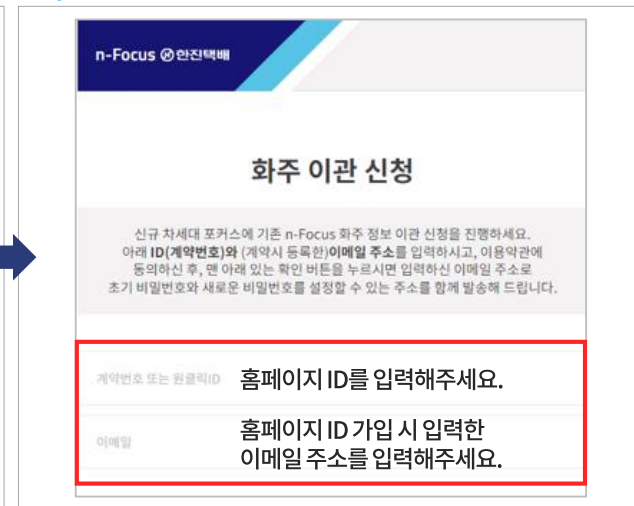 n-Focus 한진택배
화주 이관 신청
신규 차세대 포커스에 기존 n-Focus 화주 정보 이관 신청을 진행하세요.
아래 ID(계약번호)와 (계약시 등록한)이메일 주소를 입력하시고, 이용약관에
동의하신 후, 맨 아래 있는 확인 버튼을 누르시면 입력하신 이메일 주소로
초기 비밀번호와 새로운 비밀번호를 설정할 수 있는 주소를 함께 발송해 드립니다.
계약번호 또는 원클릭ID 홈페이지 ID를 입력해주세요.
이메일 홈페이지 ID 가입 시 입력한
이메일 주소를 입력해주세요.